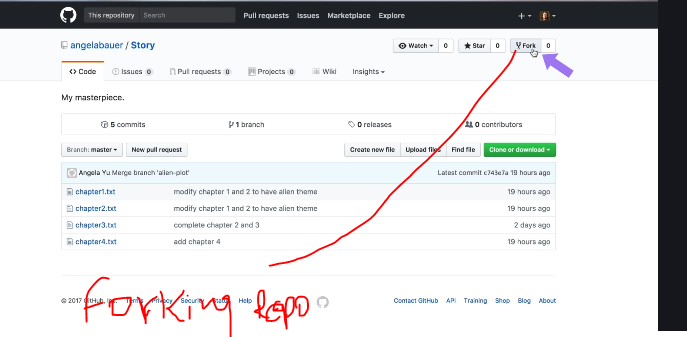 This repository Search Pull requests Issues Marketplace Explore
angelabauer / Story Watch 0 Star 0 Fork 0
Code Issues 0 Pull requests 0 Projects 0 Wiki Insights
My masterpiece.
5 commits 1 branch 0 releases 0 contributors
Branch: master New pull request Create new file Upload files Find file Clone or download
Angela Yu Merge branch 'alien-plot' Latest commit c743e7a 19 hours ago
chapter1.txt modify chapter 1 and 2 to have alien theme 19 hours ago
chapter2.txt modify chapter 1 and 2 to have alien theme 19 hours ago
chapter3.txt complete chapter 2 and 3 2 days ago
chapter4.txt add chapter 4 19 hours ago
© 2017 GitHub, Inc. Terms Privacy Security Status Help Contact GitHub API Training Shop Blog About
Forking Repo